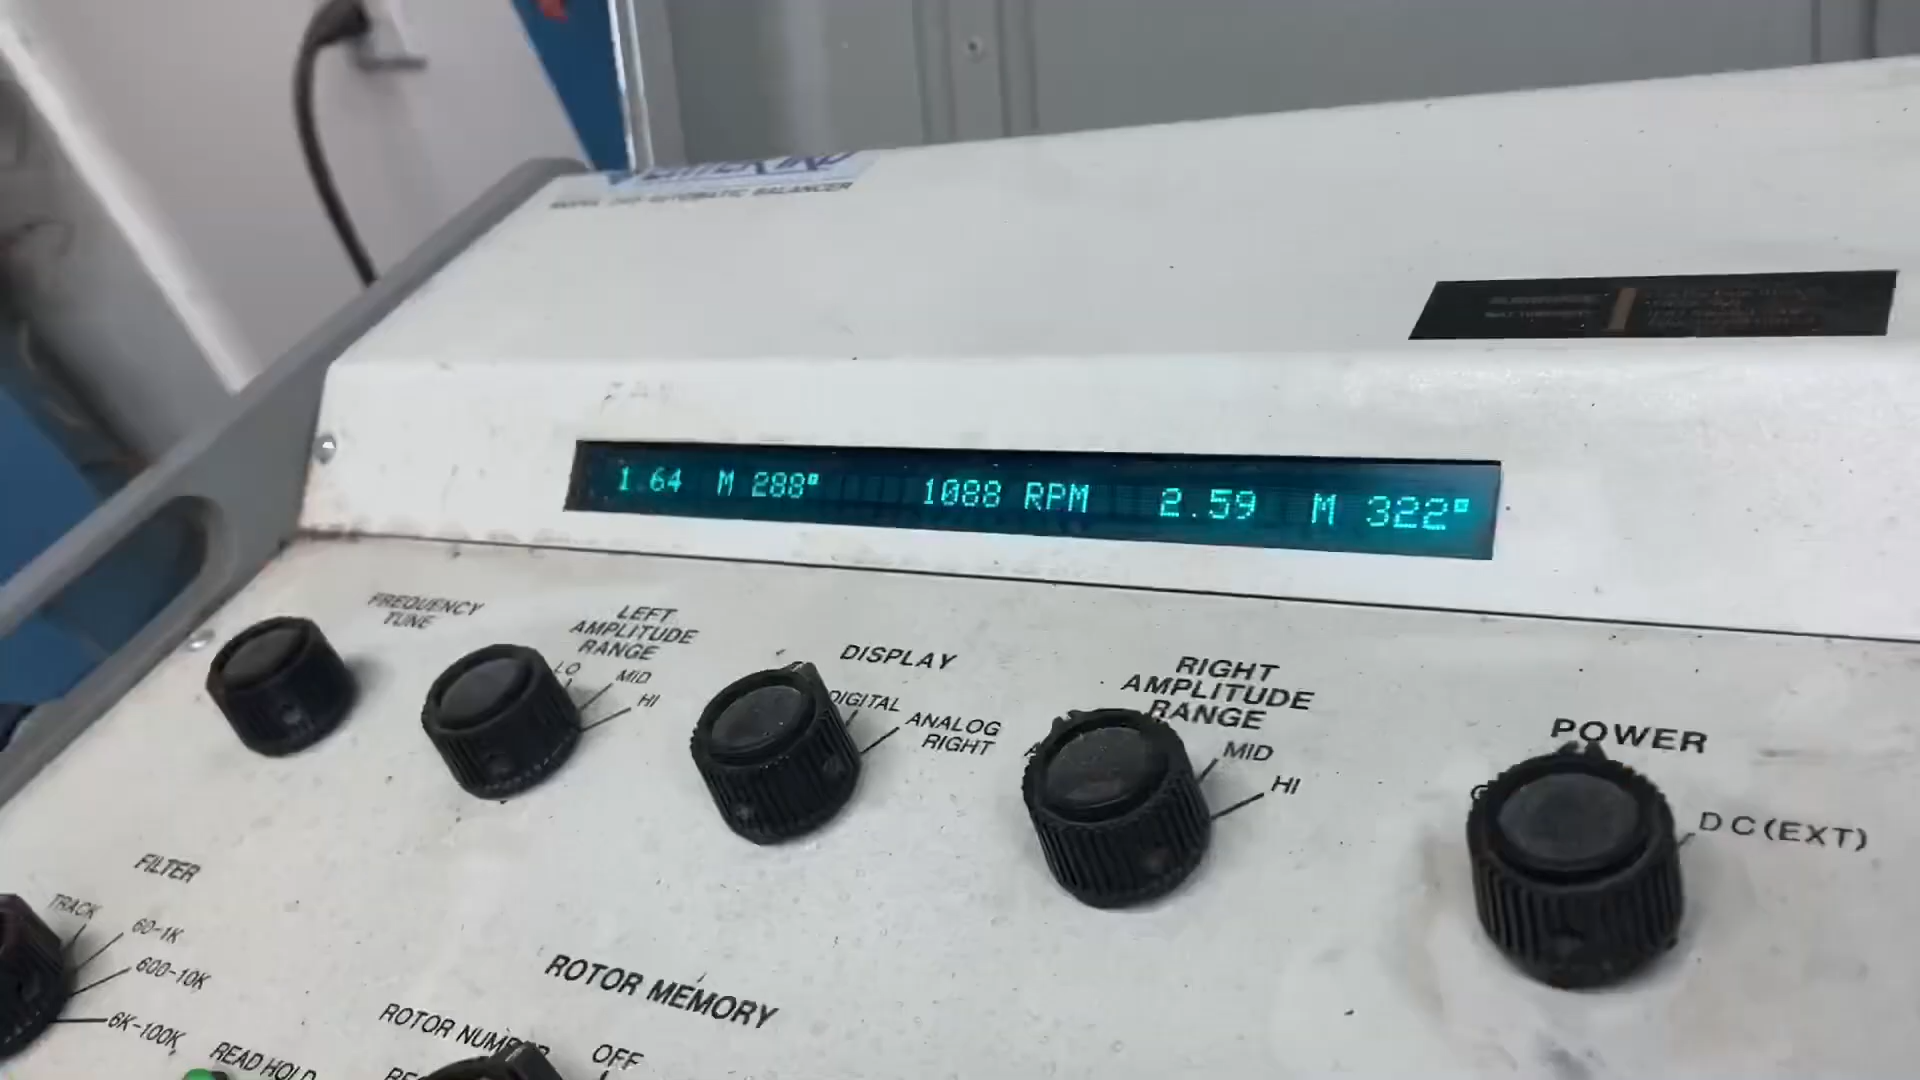 AUTOMATIC BALANCER
1.64 M 288° 1088 RPM 2.59 M 322°
FREQUENCY
TUNE
LEFT
AMPLITUDE
RANGE
LO
MID
HI
DISPLAY
DIGITAL
ANALOG
RIGHT
RIGHT
AMPLITUDE
RANGE
MID
HI
POWER
DC(EXT)
FILTER
TRACK
60-1K
600-10K
6K-100K
READ HOLD
ROTOR MEMORY
ROTOR
OFF